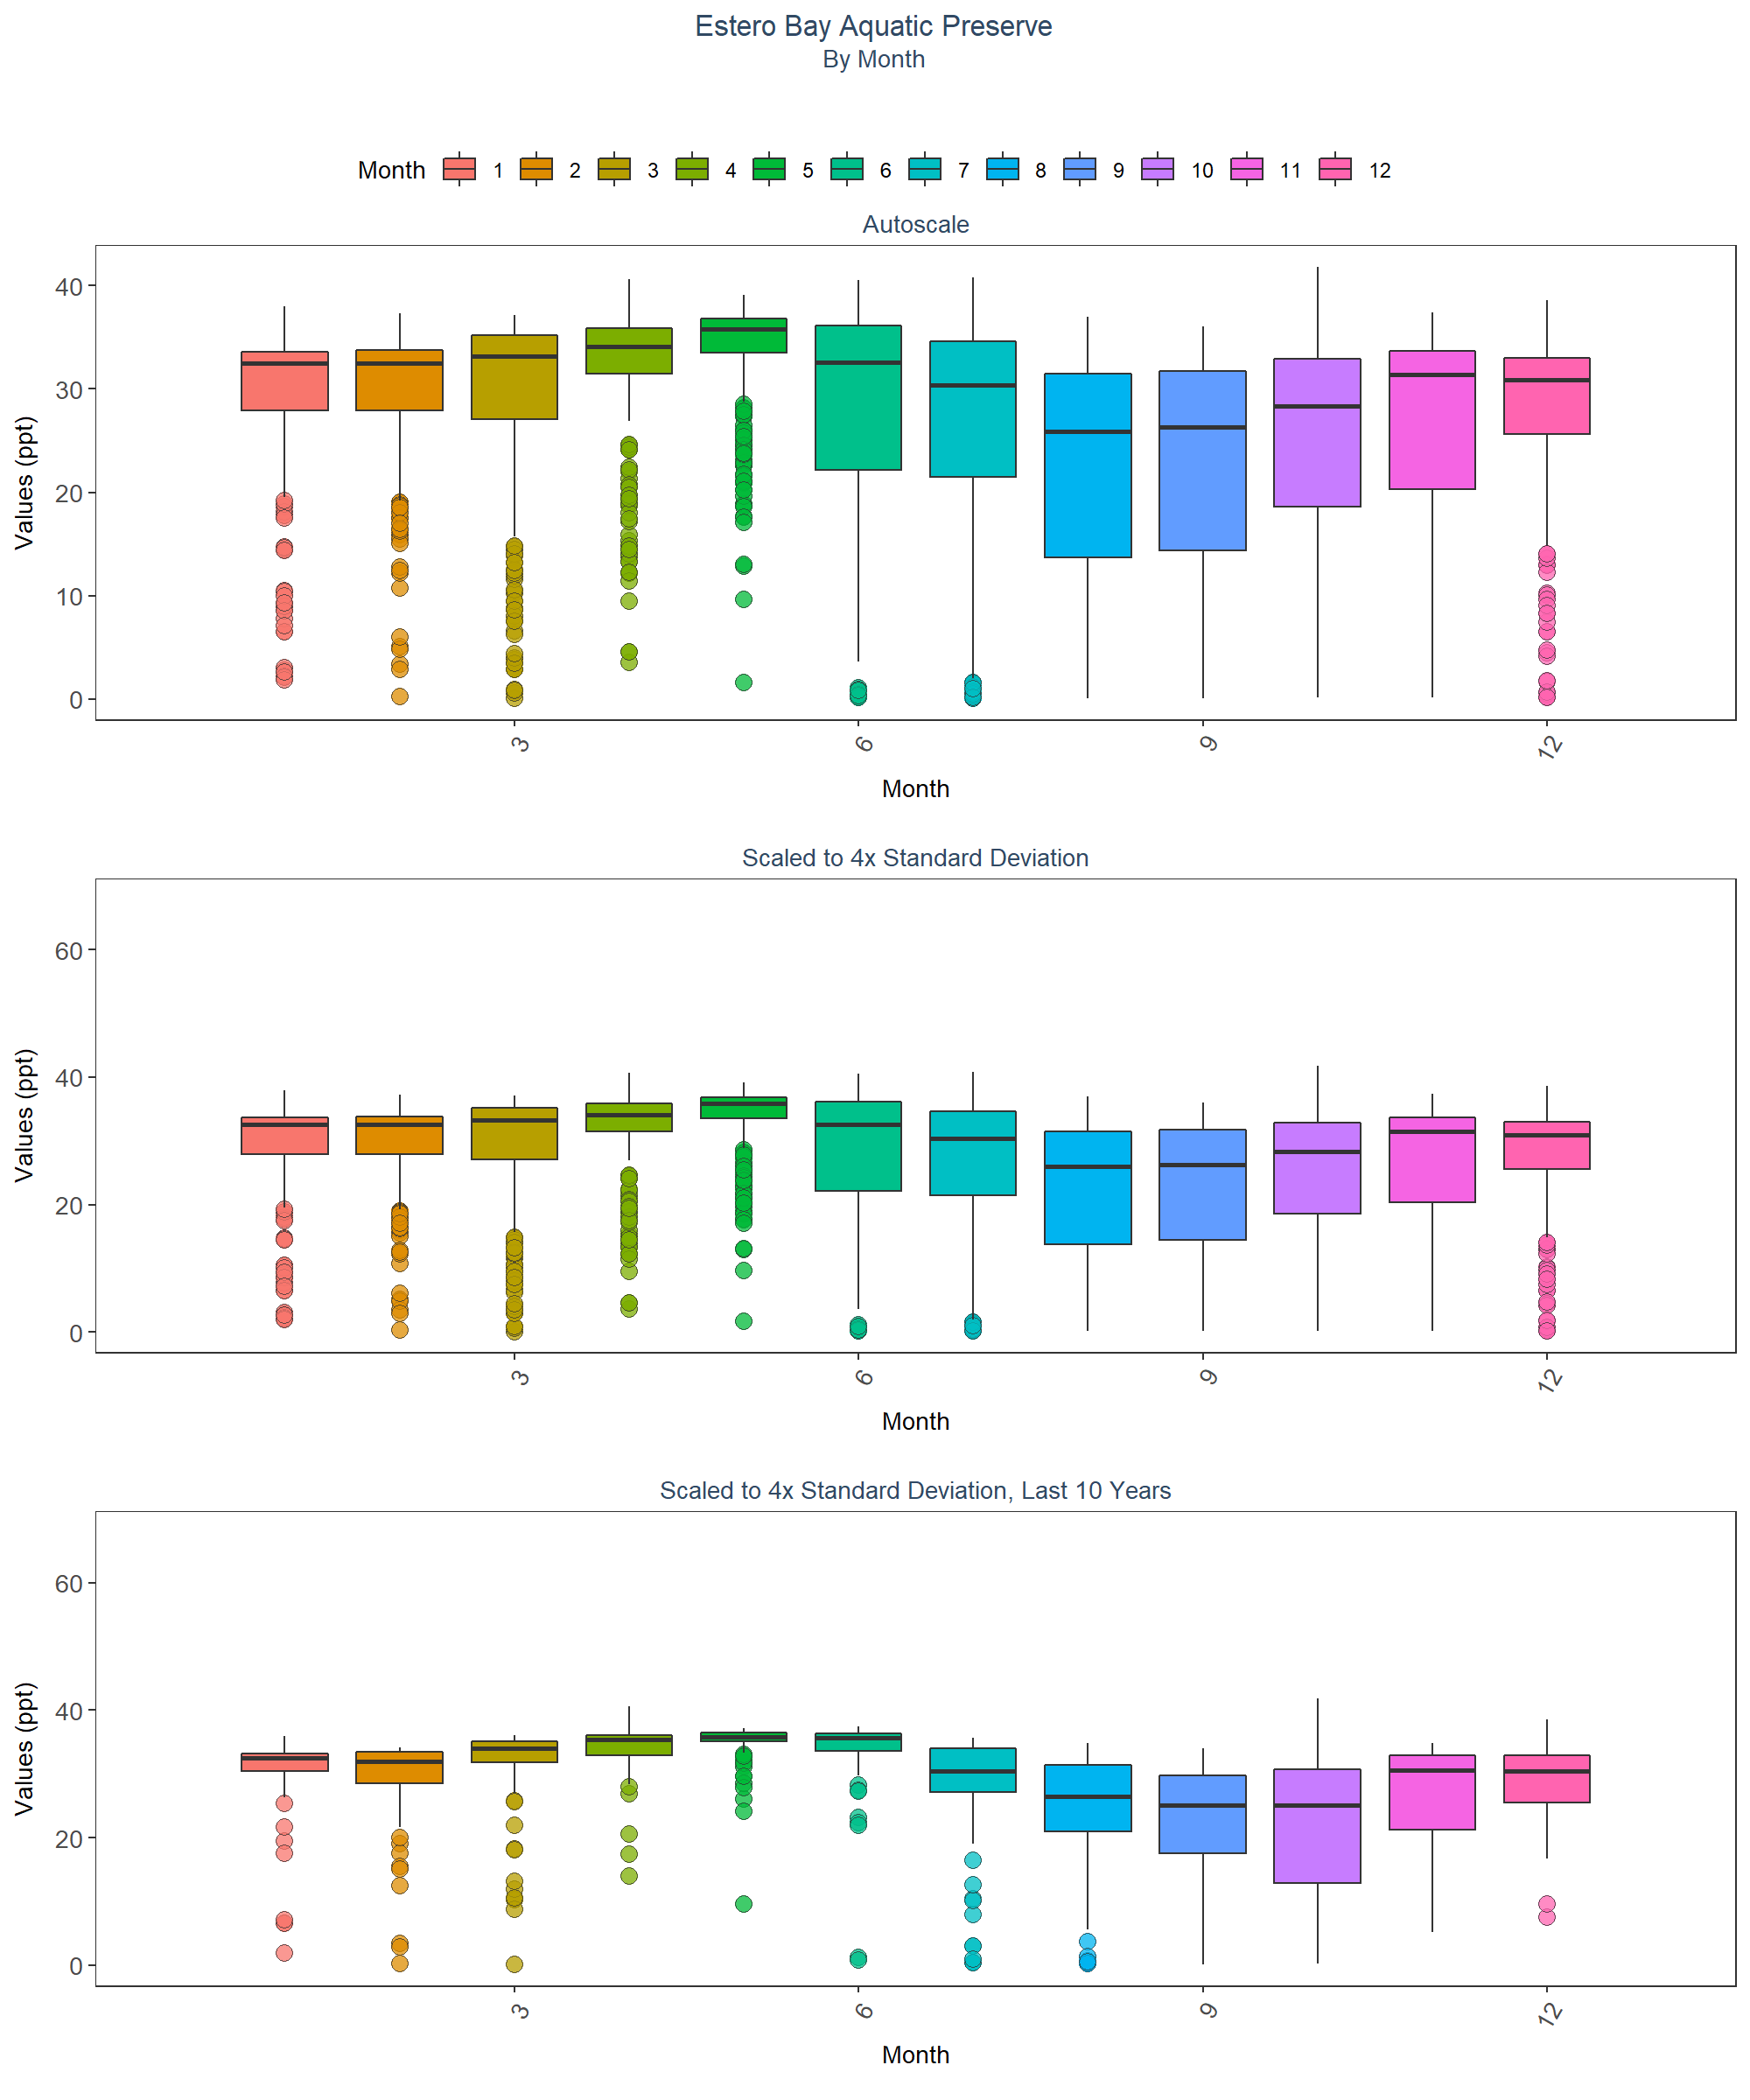 Estero Bay Aquatic Preserve
By Month
Month 1 2 3 4 5 6 7 8 9 10 11 12
Autoscale
Values (ppt)
40
30
20
10
0
3 6 9 12
Month
Scaled to 4x Standard Deviation
Values (ppt)
60
40
20
0
3 6 9 12
Month
Scaled to 4x Standard Deviation, Last 10 Years
Values (ppt)
60
40
20
0
3 6 9 12
Month